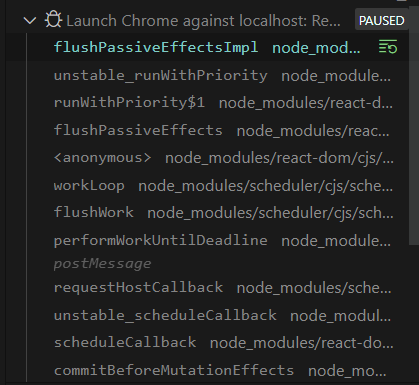 Launch Chrome against localhost: Re... PAUSED
flushPassiveEffectsImpl node_mod...
unstable_runWithPriority node_module...
runWithPriority$1 node_modules/react-d...
flushPassiveEffects node_modules/reac...
<anonymous> node_modules/react-dom/cjs/...
workLoop node_modules/scheduler/cjs/sche...
flushWork node_modules/scheduler/cjs/sch...
performWorkUntilDeadline node_module...
postMessage
requestHostCallback node_modules/sche...
unstable_scheduleCallback node_modul...
scheduleCallback node_modules/react-do...
commitBeforeMutationEffects node_mo...